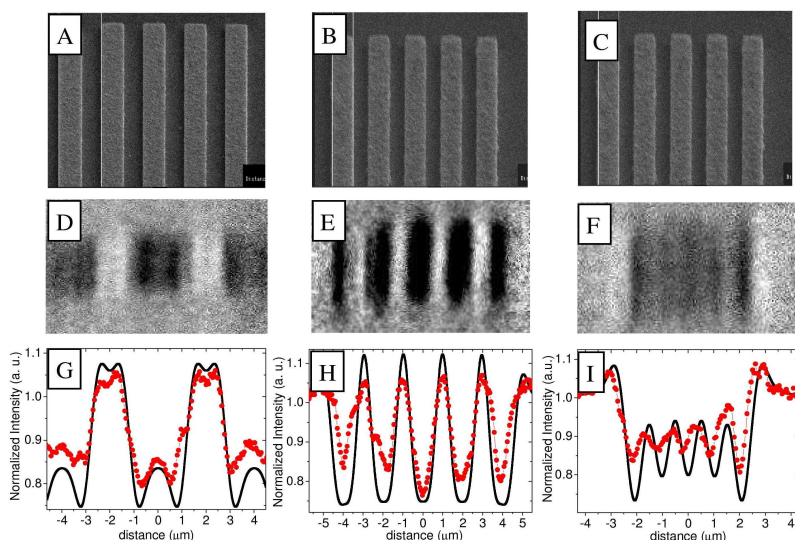 A
B
C
Distanc
Dist
Di
D
E
F
G
H
I
Normalized Intensity (a. u.)
1.1
1.0
0.9
0.8
-4 -3 -2 -1 0 1 2 3 4
distance (μm)
Normalized Intensity (a. u.)
1.1
1.0
0.9
0.8
-5 -4 -3 -2 -1 0 1 2 3 4 5
distance (μm)
Normalized Intensity (a. u.)
1.1
1.0
0.9
0.8
-4 -3 -2 -1 0 1 2 3 4
distance (μm)